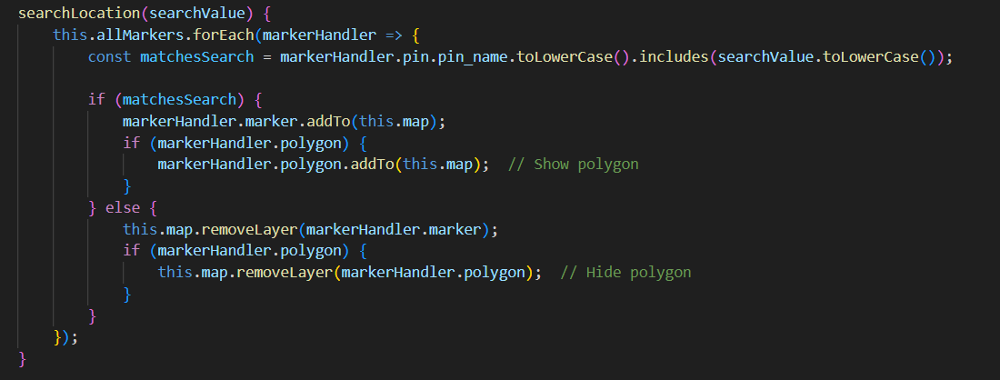 searchLocation(searchValue) {
    this.allMarkers.forEach(markerHandler => {
        const matchesSearch = markerHandler.pin.pin_name.toLowerCase().includes(searchValue.toLowerCase());

        if (matchesSearch) {
            markerHandler.marker.addTo(this.map);
            if (markerHandler.polygon) {
                markerHandler.polygon.addTo(this.map);  // Show polygon
            }
        } else {
            this.map.removeLayer(markerHandler.marker);
            if (markerHandler.polygon) {
                this.map.removeLayer(markerHandler.polygon);  // Hide polygon
            }
        }
    });
}